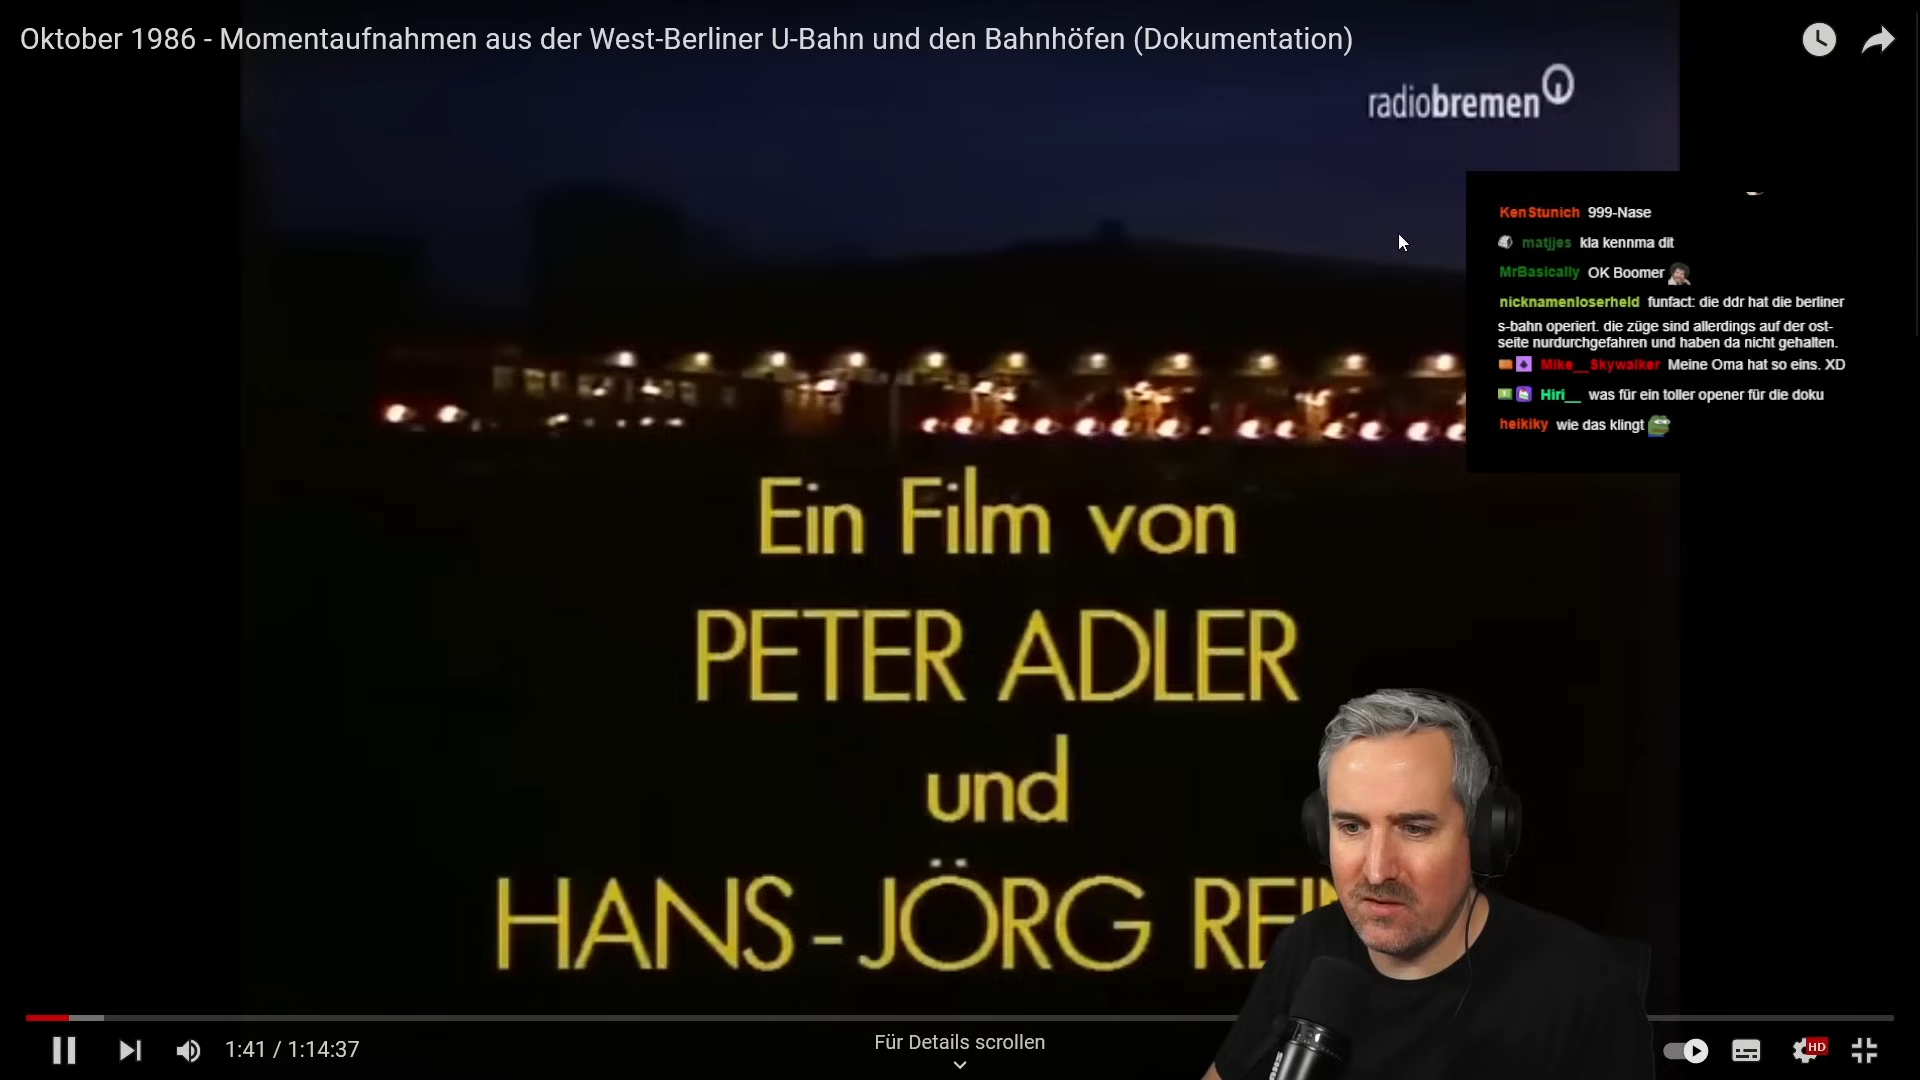 Oktober 1986 - Momentaufnahmen aus der West-Berliner U-Bahn und den Bahnhöfen (Dokumentation)
radiobremen
KenStunich 999-Nase
matjjes kla kennma dit
MrBasically OK Boomer
nicknamenloserheld funfact: die ddr hat die berliner
s-bahn operiert. die züge sind allerdings auf der ost-
seite nurdurchgefahren und haben da nicht gehalten.
Mike__Skywalker Meine Oma hat so eins. XD
Hiri__ was für ein toller opener für die doku
heikiky wie das klingt
Ein Film von
PETER ADLER
und
HANS-JÖRG
1:41 / 1:14:37
Für Details scrollen
HD